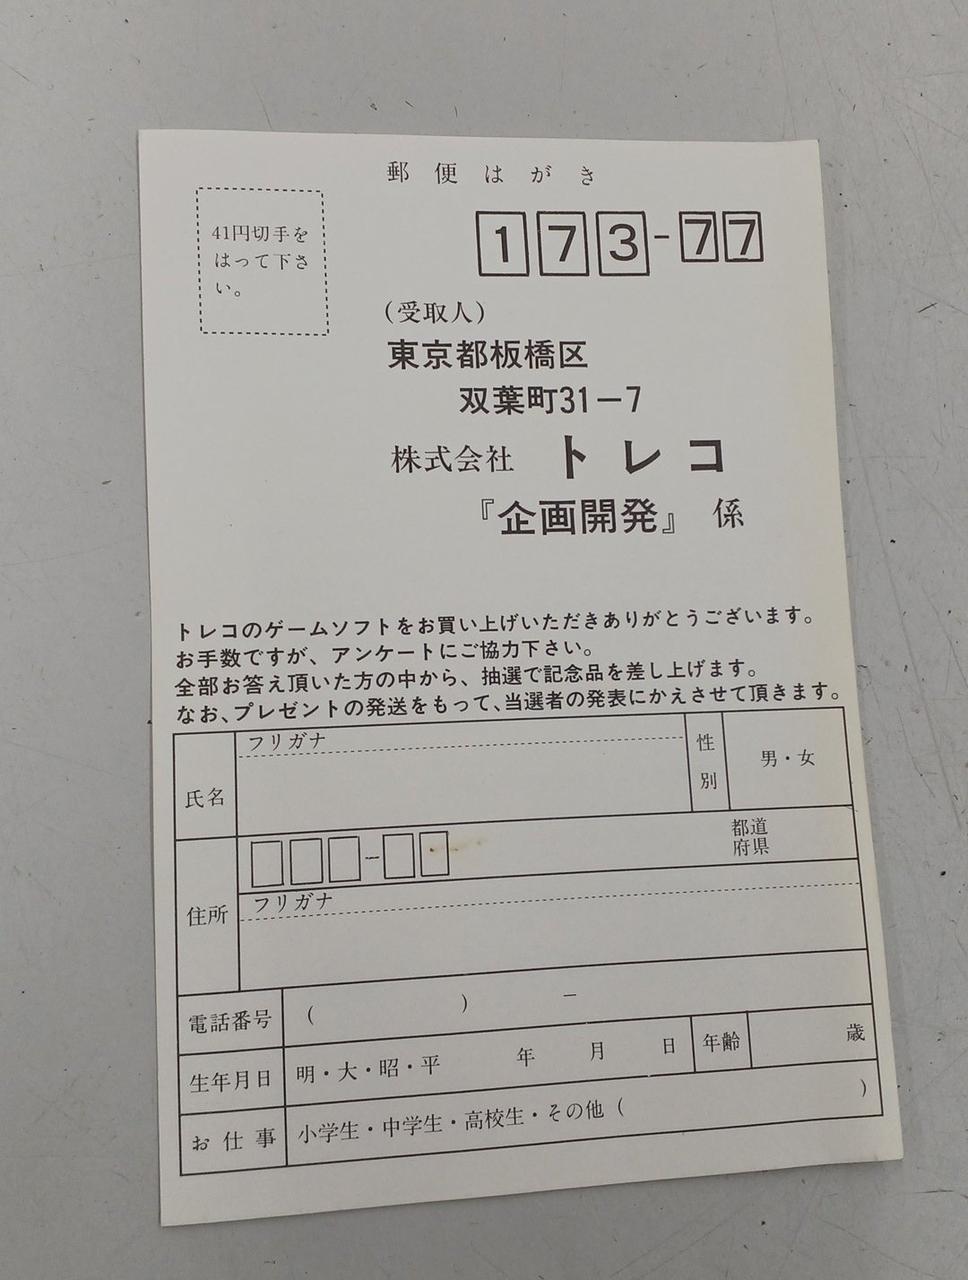 郵便はがき
41円切手を
はって下さ
い。
173-77
(受取人)
東京都板橋区
双葉町31-7
株式会社 トレコ
『企画開発』 係
トレコのゲームソフトをお買い上げいただきありがとうございます。
お手数ですが、アンケートにご協力下さい。
全部お答え頂いた方の中から、抽選で記念品を差し上げます。
なお、プレゼントの発送をもって、当選者の発表にかえさせて頂きます。
氏名 フリガナ 性別 男・女
住所 - 都道府県
フリガナ
電話番号 ( ) -
生年月日 明・大・昭・平 年 月 日 年齢 歳
お仕事 小学生・中学生・高校生・その他 ( )